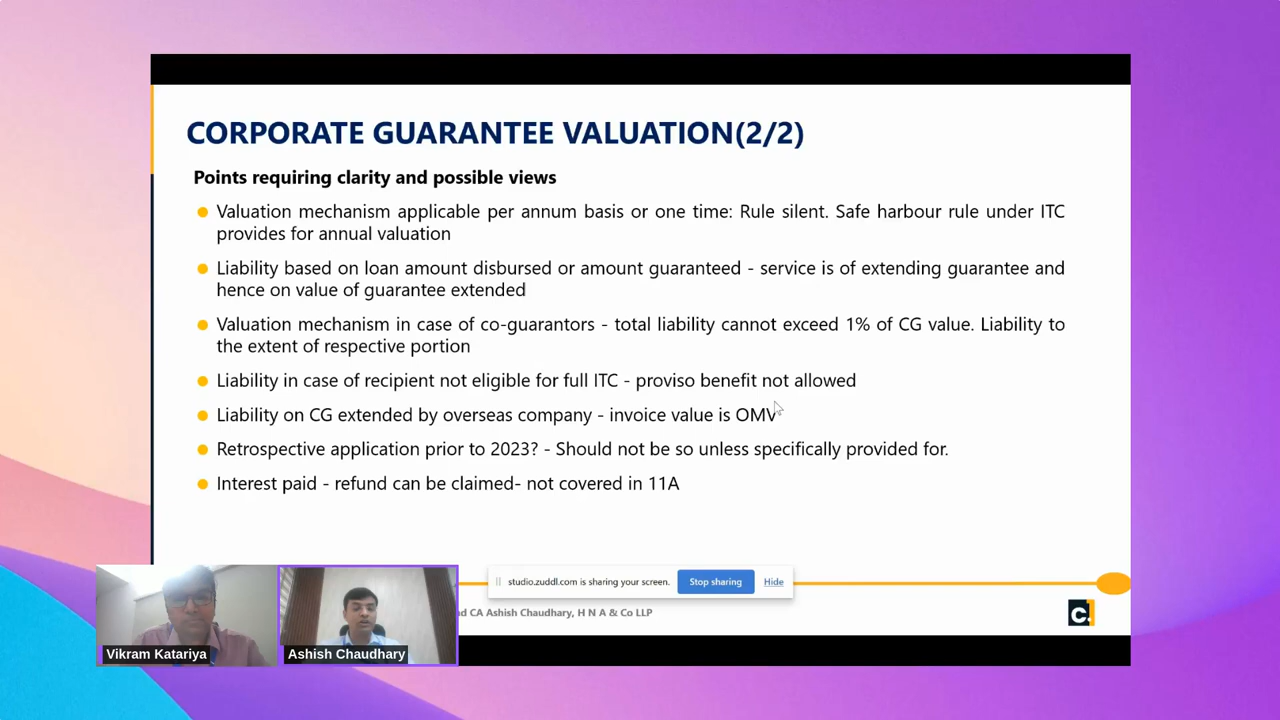 CORPORATE GUARANTEE VALUATION(2/2)
Points requiring clarity and possible views
Valuation mechanism applicable per annum basis or one time: Rule silent. Safe harbour rule under ITC
provides for annual valuation
Liability based on loan amount disbursed or amount guaranteed - service is of extending guarantee and
hence on value of guarantee extended
Valuation mechanism in case of co-guarantors - total liability cannot exceed 1% of CG value. Liability to
the extent of respective portion
Liability in case of recipient not eligible for full ITC - proviso benefit not allowed
Liability on CG extended by overseas company - invoice value is OMV
Retrospective application prior to 2023? - Should not be so unless specifically provided for.
Interest paid - refund can be claimed- not covered in 11A
studio.zuddl.com is sharing your screen.
Stop sharing
Hide
CA Ashish Chaudhary, H N A & Co LLP
c.
Vikram Katariya
Ashish Chaudhary